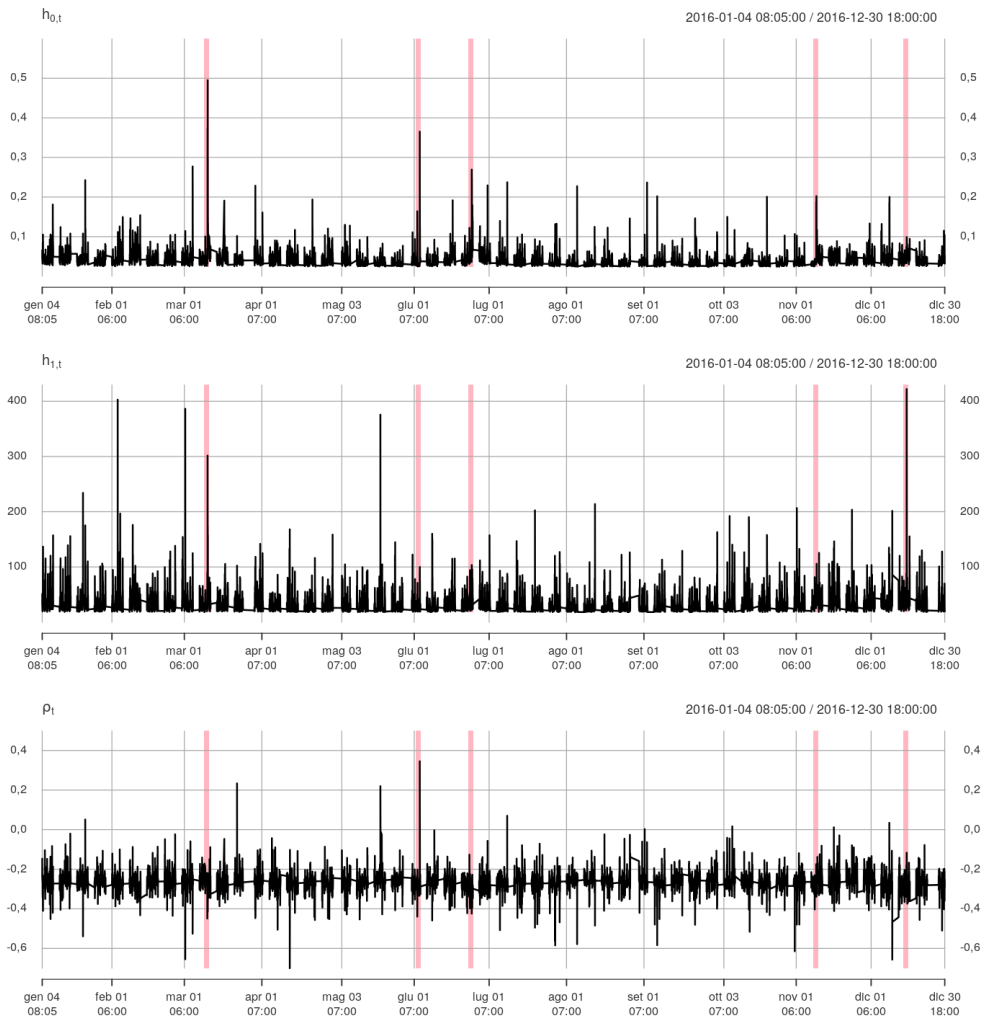 h0,t 2016-01-04 08:05:00 / 2016-12-30 18:00:00
0,5 0,5
0,4 0,4
0,3 0,3
0,2 0,2
0,1 0,1
gen 04 feb 01 mar 01 apr 01 mag 03 glu 01 lug 01 ago 01 set 01 ott 03 nov 01 dlc 01 dlc 30
08:05 06:00 06:00 07:00 07:00 07:00 07:00 07:00 07:00 07:00 06:00 06:00 18:00
h1,t 2016-01-04 08:05:00 / 2016-12-30 18:00:00
400 400
300 300
200 200
100 100
gen 04 feb 01 mar 01 apr 01 mag 03 glu 01 lug 01 ago 01 set 01 ott 03 nov 01 dlc 01 dlc 30
08:05 06:00 06:00 07:00 07:00 07:00 07:00 07:00 07:00 07:00 06:00 06:00 18:00
ρt 2016-01-04 08:05:00 / 2016-12-30 18:00:00
0,4 0,4
0,2 0,2
0,0 0,0
-0,2 -0,2
-0,4 -0,4
-0,6 -0,6
gen 04 feb 01 mar 01 apr 01 mag 03 glu 01 lug 01 ago 01 set 01 ott 03 nov 01 dlc 01 dlc 30
08:05 06:00 06:00 07:00 07:00 07:00 07:00 07:00 07:00 07:00 06:00 06:00 18:00